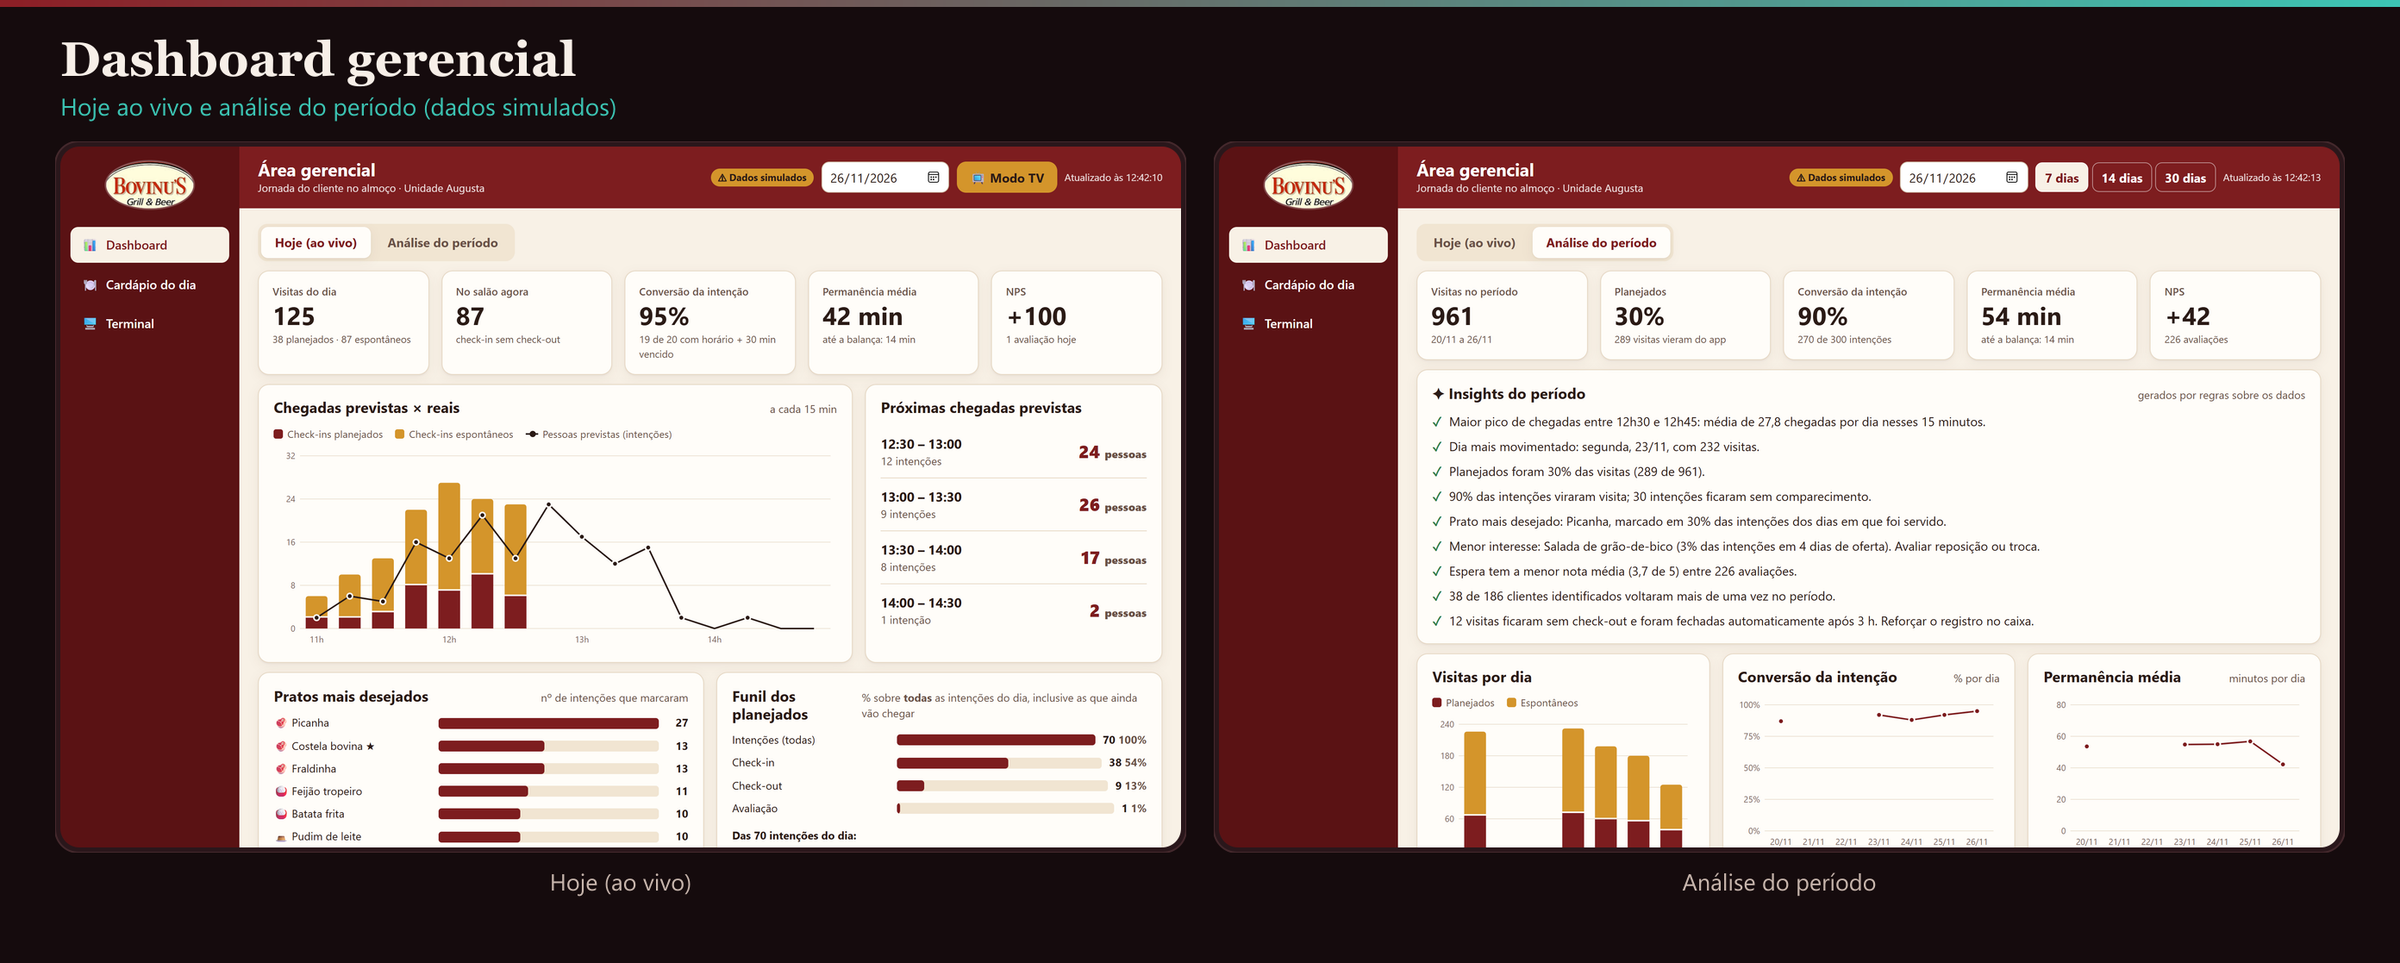 Dashboard gerencial
Hoje ao vivo e análise do período (dados simulados)
BOVINU'S
Grill & Beer
Dashboard
Cardápio do dia
Terminal
Área gerencial
Jornada do cliente no almoço · Unidade Augusta
⚠ Dados simulados
26/11/2026
Modo TV
Atualizado às 12:42:10
Hoje (ao vivo)
Análise do período
Visitas do dia
125
38 planejados · 87 espontâneos
No salão agora
87
check-in sem check-out
Conversão da intenção
95%
19 de 20 com horário + 30 min
vencido
Permanência média
42 min
até a balança: 14 min
NPS
+100
1 avaliação hoje
Chegadas previstas × reais
a cada 15 min
Check-ins planejados
Check-ins espontâneos
Pessoas previstas (intenções)
32
24
16
8
0
11h
12h
13h
14h
Próximas chegadas previstas
12:30 – 13:00
12 intenções
24 pessoas
13:00 – 13:30
9 intenções
26 pessoas
13:30 – 14:00
8 intenções
17 pessoas
14:00 – 14:30
1 intenção
2 pessoas
Pratos mais desejados
nº de intenções que marcaram
Picanha 27
Costela bovina ★ 13
Fraldinha 13
Feijão tropeiro 11
Batata frita 10
Pudim de leite 10
Funil dos
planejados
% sobre todas as intenções do dia, inclusive as que ainda
vão chegar
Intenções (todas) 70 100%
Check-in 38 54%
Check-out 9 13%
Avaliação 1 1%
Das 70 intenções do dia:
Hoje (ao vivo)
BOVINU'S
Grill & Beer
Dashboard
Cardápio do dia
Terminal
Área gerencial
Jornada do cliente no almoço · Unidade Augusta
⚠ Dados simulados
26/11/2026
7 dias
14 dias
30 dias
Atualizado às 12:42:13
Hoje (ao vivo)
Análise do período
Visitas no período
961
20/11 a 26/11
Planejados
30%
289 visitas vieram do app
Conversão da intenção
90%
270 de 300 intenções
Permanência média
54 min
até a balança: 14 min
NPS
+42
226 avaliações
✦ Insights do período
gerados por regras sobre os dados
✓ Maior pico de chegadas entre 12h30 e 12h45: média de 27,8 chegadas por dia nesses 15 minutos.
✓ Dia mais movimentado: segunda, 23/11, com 232 visitas.
✓ Planejados foram 30% das visitas (289 de 961).
✓ 90% das intenções viraram visita; 30 intenções ficaram sem comparecimento.
✓ Prato mais desejado: Picanha, marcado em 30% das intenções dos dias em que foi servido.
✓ Menor interesse: Salada de grão-de-bico (3% das intenções em 4 dias de oferta). Avaliar reposição ou troca.
✓ Espera tem a menor nota média (3,7 de 5) entre 226 avaliações.
✓ 38 de 186 clientes identificados voltaram mais de uma vez no período.
✓ 12 visitas ficaram sem check-out e foram fechadas automaticamente após 3 h. Reforçar o registro no caixa.
Visitas por dia
Planejados
Espontâneos
240
180
120
60
Conversão da intenção
% por dia
100%
75%
50%
25%
0%
20/11 21/11 22/11 23/11 24/11 25/11 26/11
Permanência média
minutos por dia
80
60
40
20
0
20/11 21/11 22/11 23/11 24/11 25/11 26/11
Análise do período